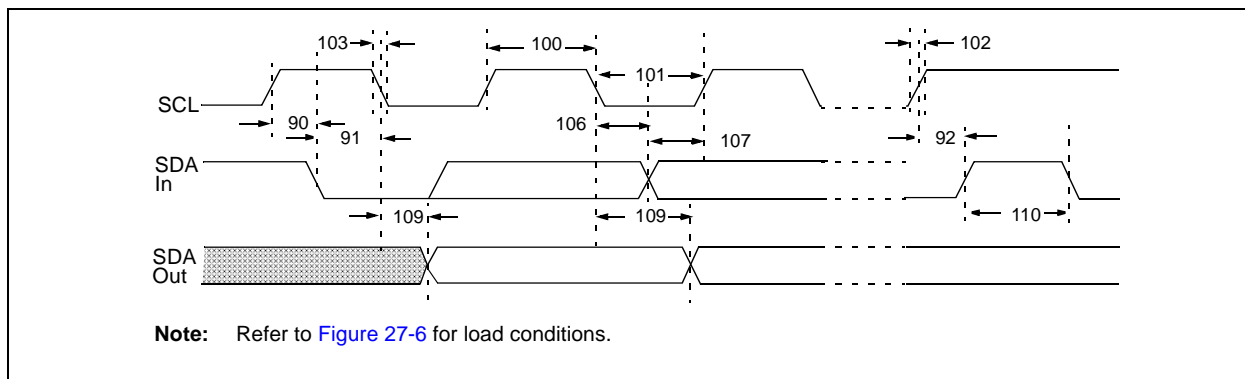 103
100
102
101
SCL
90
91
106
107
92
SDA
In
109
109
110
SDA
Out
Note: Refer to Figure 27-6 for load conditions.